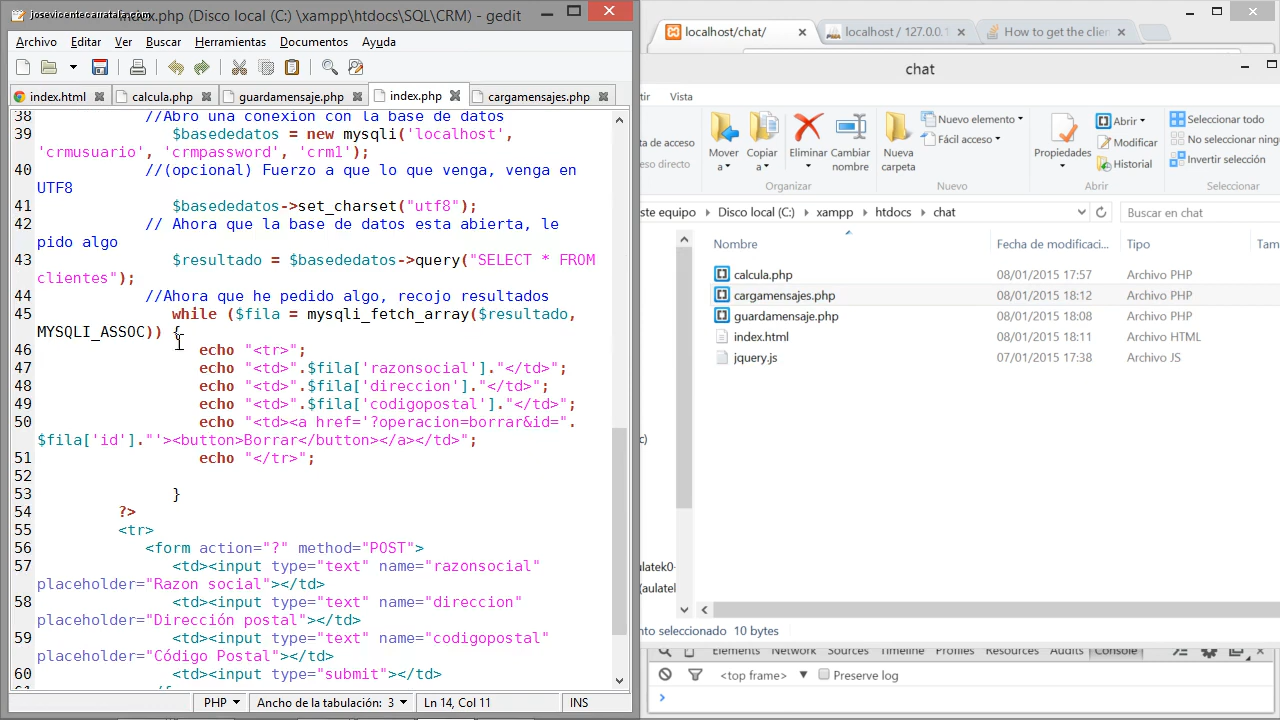 josevicentecarratala.com
index.php (Disco local (C:) \xampp\htdocs\SQL\CRM) - gedit
Archivo Editar Ver Buscar Herramientas Documentos Ayuda
index.html calcula.php guardamensaje.php index.php cargamensajes.php
38 //Abro una conexion con la base de datos
39 $basededatos = new mysqli('localhost',
'crmusuario', 'crmpassword', 'crm1');
40 //(opcional) Fuerzo a que lo que venga, venga en
UTF8
41 $basededatos->set_charset("utf8");
42 // Ahora que la base de datos esta abierta, le
pido algo
43 $resultado = $basededatos->query("SELECT * FROM
clientes");
44 //Ahora que he pedido algo, recojo resultados
45 while ($fila = mysqli_fetch_array($resultado,
MYSQLI_ASSOC)) {
46 echo "<tr>";
47 echo "<td>".$fila['razonsocial']."</td>";
48 echo "<td>".$fila['direccion']."</td>";
49 echo "<td>".$fila['codigopostal']."</td>";
50 echo "<td><a href='?operacion=borrar&id=".
$fila['id']."'><button>Borrar</button></a></td>";
51 echo "</tr>";
52
53 }
54 ?>
55 <tr>
56 <form action="?" method="POST">
57 <td><input type="text" name="razonsocial"
placeholder="Razon social"></td>
58 <td><input type="text" name="direccion"
placeholder="Dirección postal"></td>
59 <td><input type="text" name="codigopostal"
placeholder="Código Postal"></td>
60 <td><input type="submit"></td>
PHP Ancho de la tabulación: 3 Ln 14, Col 11 INS
localhost/chat/ localhost / 127.0.0.1 How to get the clien
chat
tir Vista
ta de acceso
so directo
Mover a Copiar a Eliminar Cambiar nombre
Organizar
Nueva carpeta
Nuevo elemento
Fácil acceso
Nuevo
Propiedades
Abrir
Modificar
Historial
Abrir
Seleccionar todo
No seleccionar ning
Invertir selección
Seleccionar
ste equipo Disco local (C:) xampp htdocs chat Buscar en chat
Nombre Fecha de modificaci... Tipo Tam
calcula.php 08/01/2015 17:57 Archivo PHP
cargamensajes.php 08/01/2015 18:12 Archivo PHP
guardamensaje.php 08/01/2015 18:08 Archivo PHP
index.html 08/01/2015 18:11 Archivo HTML
jquery.js 07/01/2015 17:38 Archivo JS
c)
ulatek0-
(aulatek
nto seleccionado 10 bytes
Elements Network Sources Timeline Profiles Resources Audits Console
<top frame> Preserve log